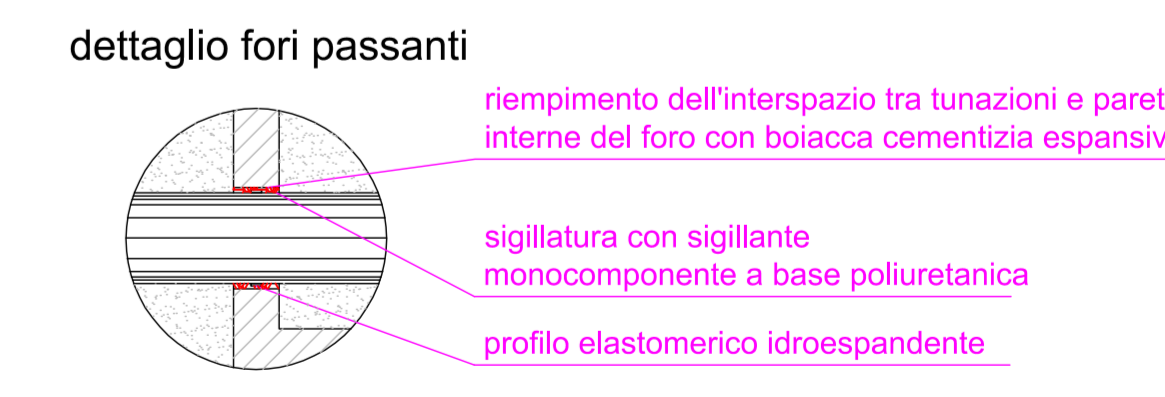 dettaglio fori passanti
riempimento dell'interspazio tra tunazioni e paret
interne del foro con boiacca cementizia espansiv
sigillatura con sigillante
monocomponente a base poliuretanica
profilo elastomerico idroespandente